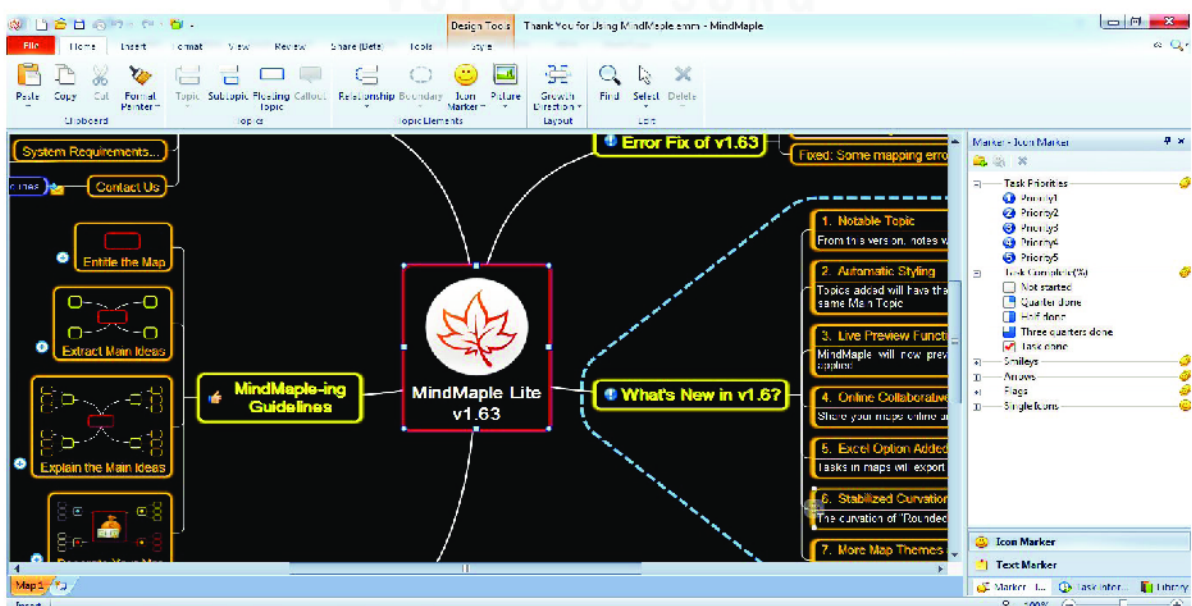 Design Tools
Thank You for Using MindMaple.emm - MindMaple
File Home Insert Format View Review Share (Beta) Tools Style
Paste Copy Cut Format Painter Topic Subtopic Floating Topic Callout Relationship Boundary Icon Marker Picture Growth Direction Find Select Delete
Clipboard Topics Topic Elements Layout Edit
System Requirements...)
Contact Us
Entitle the Map
Extract Main Ideas
Explain the Main Ideas
MindMaple-ing
Guidelines
MindMaple Lite
v1.63
Error Fix of v1.63
Fixed: Some mapping erro
What's New in v1.6?
1. Notable Topic
From this version, notes w
2. Automatic Styling
Topics added will have the
same Main Topic
3. Live Preview Functi
MindMaple will now prev
applied
4. Online Collaborative
Share your maps online a
5. Excel Option Added
Tasks in maps will export
6. Stabilized Curvation
The curvation of "Rounded
7. More Map Themes
Marker - Icon Marker
Task Priorities
Priority1
Priority2
Priority3
Priority4
Priority5
Task Complete(%)
Not started
Quarter done
Half done
Three quarters done
Task done
Smileys
Arrows
Flags
Single Icons
Icon Marker
Text Marker
Marker - I... Task Infor... Library
Map 1
Insert
100%